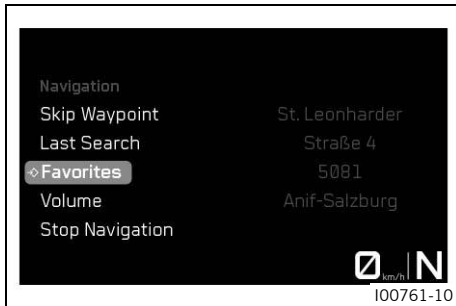 Navigation
Skip Waypoint
St. Leonharder
Last Search
Straße 4
Favorites
5081
Volume
Anif-Salzburg
Stop Navigation
0 km/h N
I00761-10